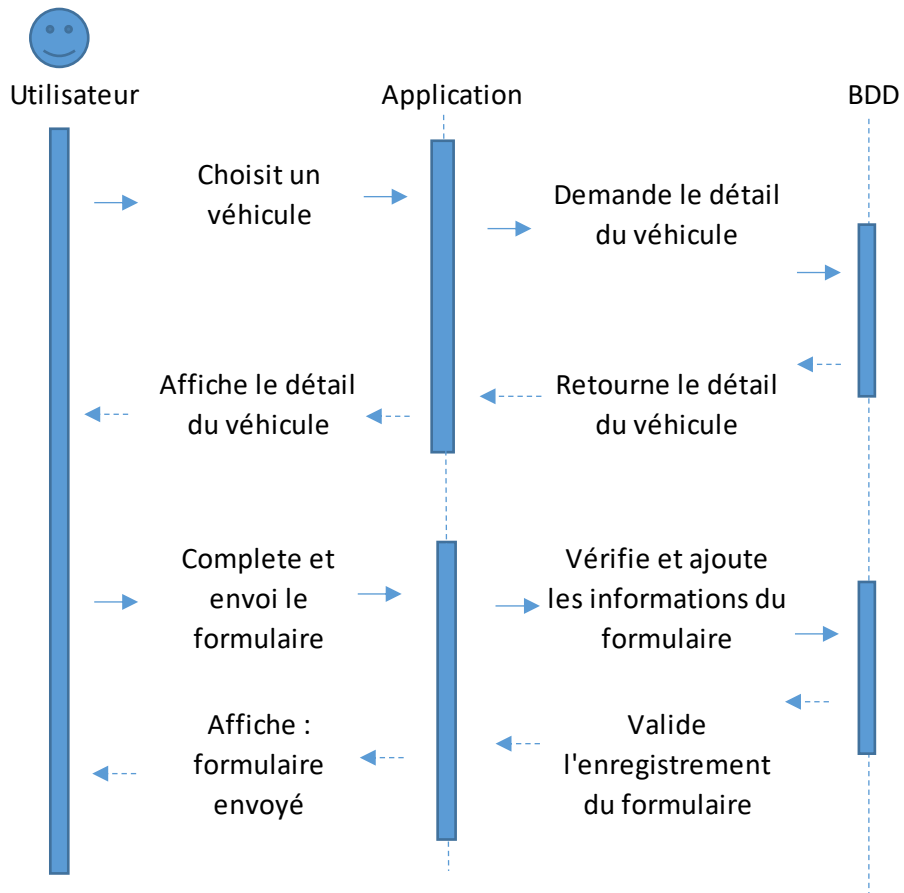 Utilisateur
Application
BDD
Choisit un
véhicule
Demande le détail
du véhicule
Affiche le détail
du véhicule
Retourne le détail
du véhicule
Complete et
envoi le
formulaire
Vérifie et ajoute
les informations du
formulaire
Affiche :
formulaire
envoyé
Valide
l'enregistrement
du formulaire